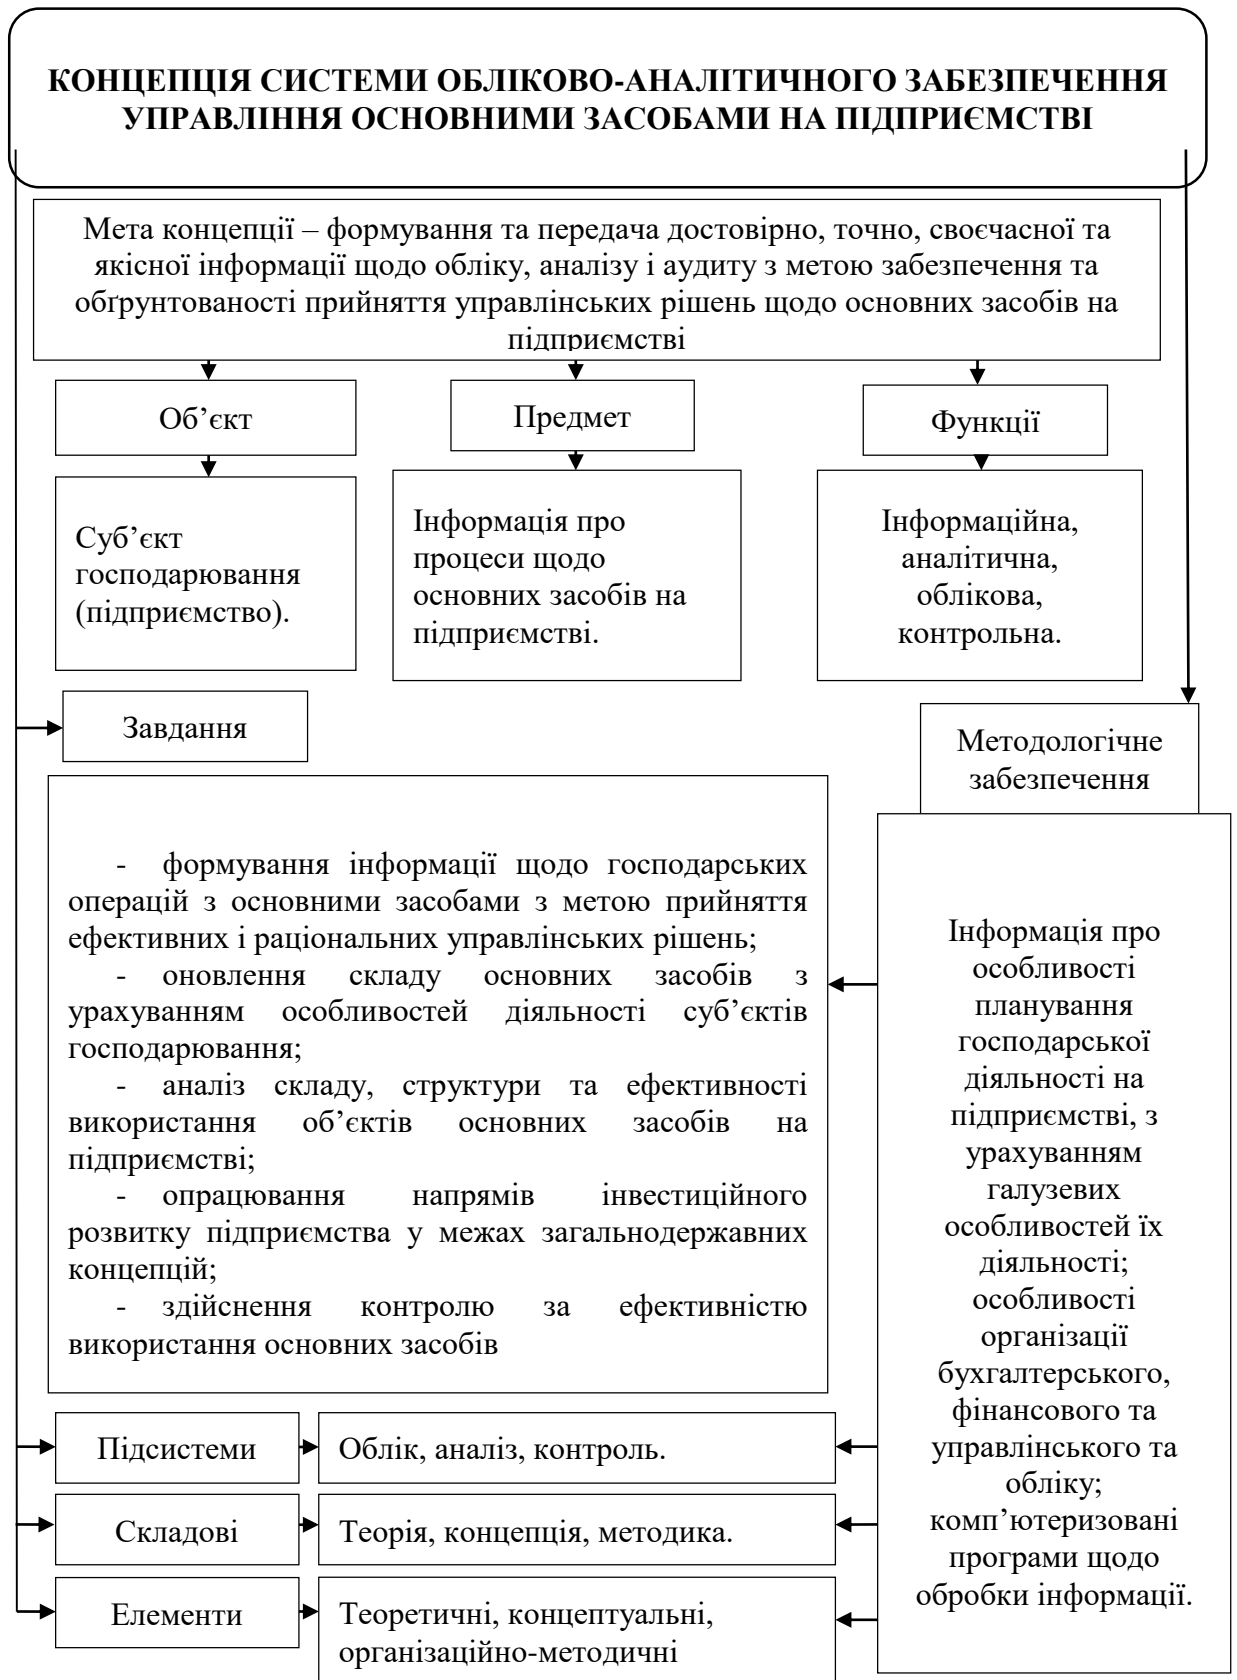 КОНЦЕПЦІЯ СИСТЕМИ ОБЛІКОВО-АНАЛІТИЧНОГО ЗАБЕЗПЕЧЕННЯ
УПРАВЛІННЯ ОСНОВНИМИ ЗАСОБАМИ НА ПІДПРИЄМСТВІ
Мета концепції – формування та передача достовірно, точно, своєчасної та
якісної інформації щодо обліку, аналізу і аудиту з метою забезпечення та
обґрунтованості прийняття управлінських рішень щодо основних засобів на
підприємстві
Об’єкт
Предмет
Функції
Суб’єкт
господарювання
(підприємство).
Інформація про
процеси щодо
основних засобів на
підприємстві.
Інформаційна,
аналітична,
облікова,
контрольна.
Завдання
Методологічне
забезпечення
- формування інформації щодо господарських
операцій з основними засобами з метою прийняття
ефективних і раціональних управлінських рішень;
- оновлення складу основних засобів з
урахуванням особливостей діяльності суб’єктів
господарювання;
- аналіз складу, структури та ефективності
використання об’єктів основних засобів на
підприємстві;
- опрацювання напрямів інвестиційного
розвитку підприємства у межах загальнодержавних
концепцій;
- здійснення контролю за ефективністю
використання основних засобів
Інформація про
особливості
планування
господарської
діяльності на
підприємстві, з
урахуванням
галузевих
особливостей їх
діяльності;
особливості
організації
бухгалтерського,
фінансового та
управлінського та
обліку;
комп’ютеризовані
програми щодо
обробки інформації.
Підсистеми
Облік, аналіз, контроль.
Складові
Теорія, концепція, методика.
Елементи
Теоретичні, концептуальні,
організаційно-методичні